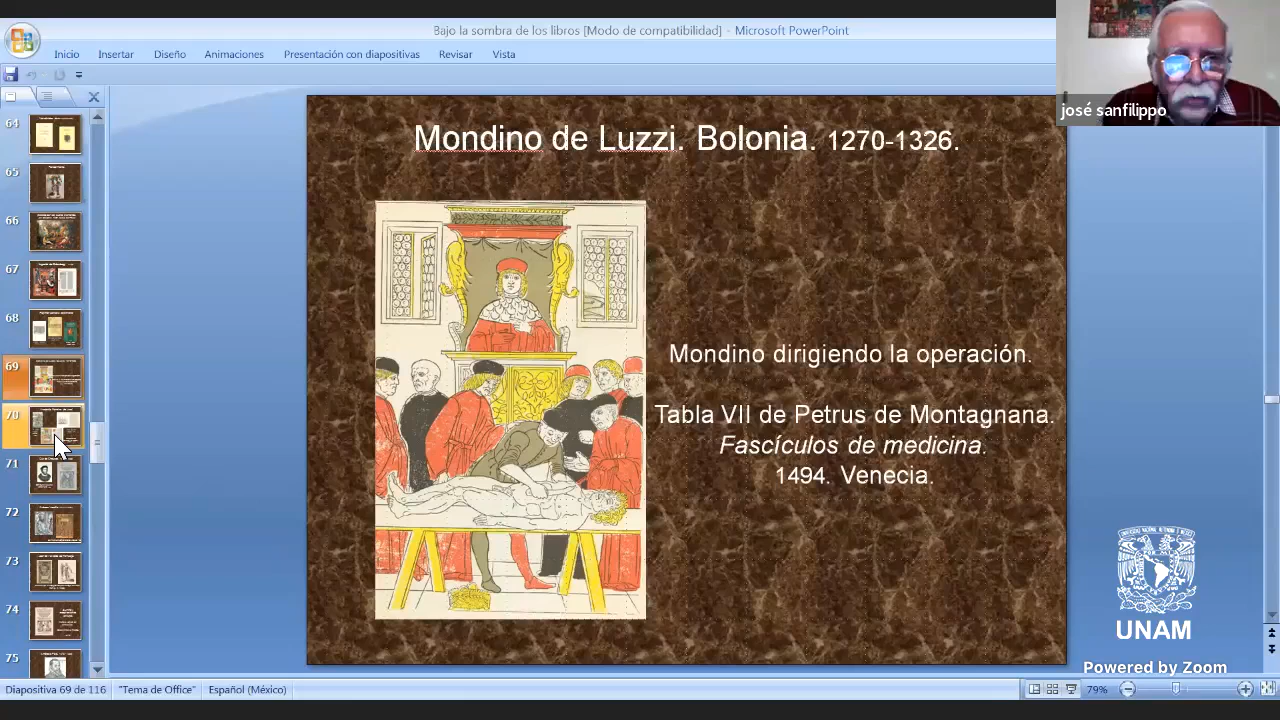 Bajo la sombra de los libros [Modo de compatibilidad] - Microsoft PowerPoint
Inicio Insertar Diseño Animaciones Presentación con diapositivas Revisar Vista
josé sanfilippo
64
65
66
67
68
69
70
71
72
73
74
75
Mondino de Luzzi. Bolonia. 1270-1326.
Mondino dirigiendo la operación.
Tabla VII de Petrus de Montagnana.
Fascículos de medicina.
1494. Venecia.
UNAM
Powered by Zoom
Diapositiva 69 de 116 "Tema de Office" Español (México) 79%